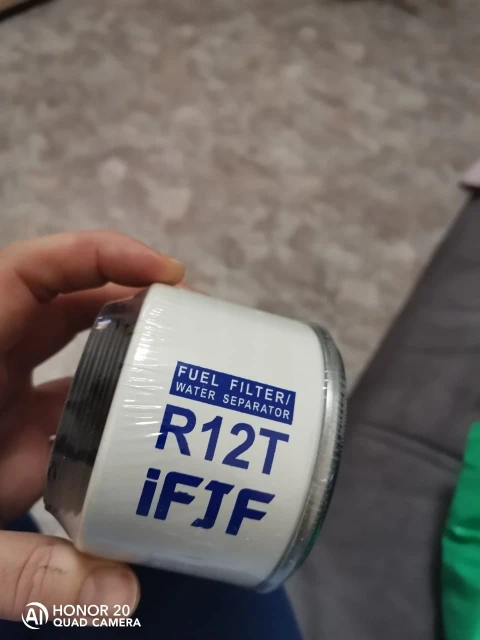 FUEL FILTER/
WATER SEPARATOR
R12T
iFJF
HONOR 20
QUAD CAMERA